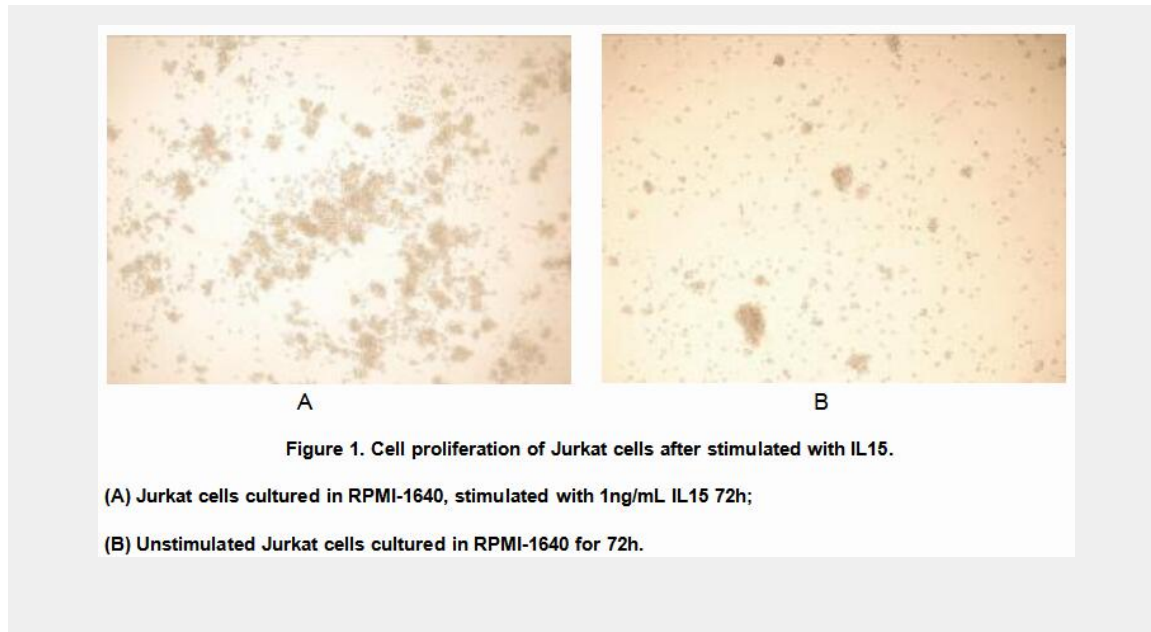 A
B
Figure 1. Cell proliferation of Jurkat cells after stimulated with IL15.
(A) Jurkat cells cultured in RPMI-1640, stimulated with 1ng/mL IL15 72h;
(B) Unstimulated Jurkat cells cultured in RPMI-1640 for 72h.